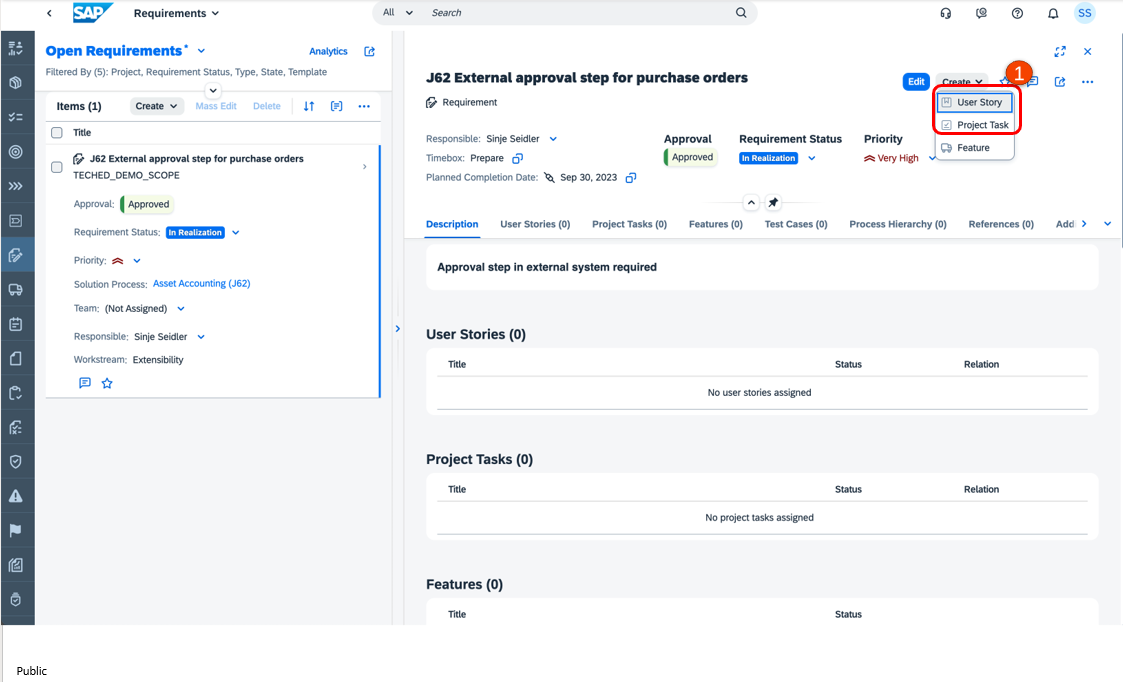 SAP Requirements All Search SS
Open Requirements*
Analytics
Filtered By (5): Project, Requirement Status, Type, State, Template
Items (1) Create Mass Edit Delete
Title
J62 External approval step for purchase orders
TECHED_DEMO_SCOPE
Approval: Approved
Requirement Status: In Realization
Priority:
Solution Process: Asset Accounting (J62)
Team: (Not Assigned)
Responsible: Sinje Seidler
Workstream: Extensibility
J62 External approval step for purchase orders
Edit Create 1
Requirement
User Story
Project Task
Feature
Responsible: Sinje Seidler
Timebox: Prepare
Planned Completion Date: Sep 30, 2023
Approval
Approved
Requirement Status
In Realization
Priority
Very High
Description User Stories (0) Project Tasks (0) Features (0) Test Cases (0) Process Hierarchy (0) References (0) Addi
Approval step in external system required
User Stories (0)
Title Status Relation
No user stories assigned
Project Tasks (0)
Title Status Relation
No project tasks assigned
Features (0)
Title Status
Public